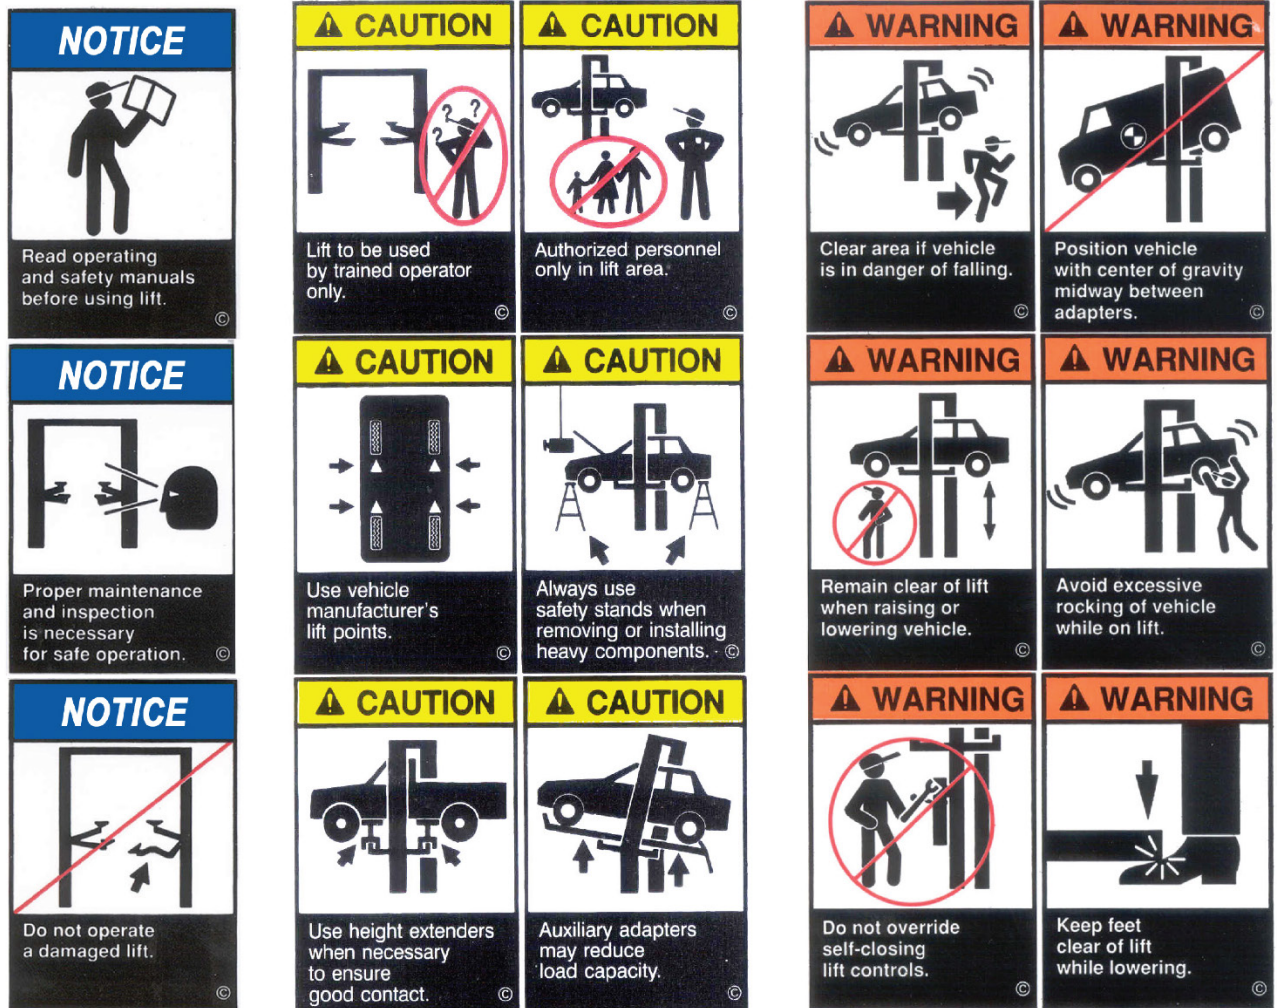 NOTICE
Read operating
and safety manuals
before using lift.
©
NOTICE
Proper maintenance
and inspection
is necessary
for safe operation. ©
NOTICE
Do not operate
a damaged lift.
©
⚠ CAUTION
? ? ?
Lift to be used
by trained operator
only.
©
⚠ CAUTION
Authorized personnel
only in lift area.
©
⚠ CAUTION
Use vehicle
manufacturer's
lift points.
©
⚠ CAUTION
Always use
safety stands when
removing or installing
heavy components. ©
⚠ CAUTION
Use height extenders
when necessary
to ensure
good contact. ©
⚠ CAUTION
Auxiliary adapters
may reduce
load capacity.
©
⚠ WARNING
Clear area if vehicle
is in danger of falling.
©
⚠ WARNING
Position vehicle
with center of gravity
midway between
adapters. ©
⚠ WARNING
Remain clear of lift
when raising or
lowering vehicle.
©
⚠ WARNING
Avoid excessive
rocking of vehicle
while on lift.
©
⚠ WARNING
Do not override
self-closing
lift controls.
©
⚠ WARNING
Keep feet
clear of lift
while lowering.
©